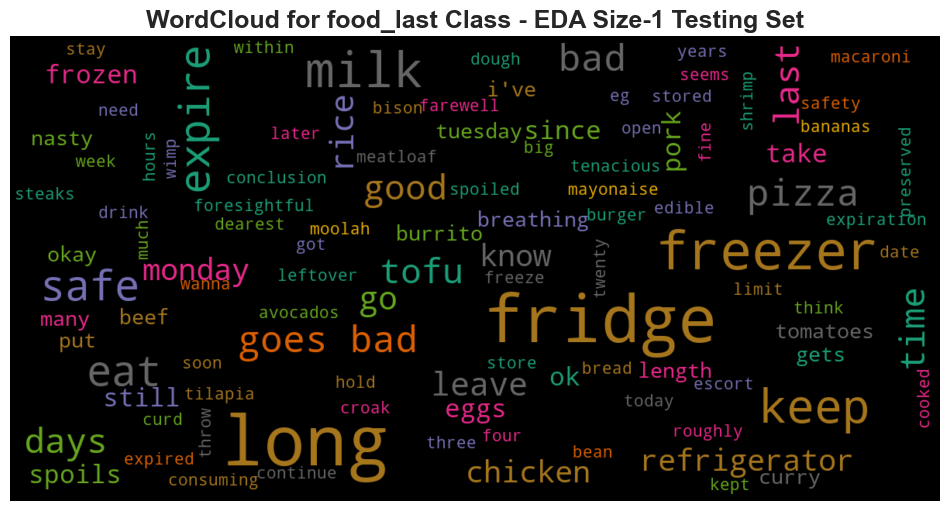 WordCloud for food_last Class - EDA Size-1 Testing Set
stay
within
dough
years
macaroni
frozen
expire
milk
bad
seems
last
i've
eg
stored
shrimp
safety
need
rice
bison
farewell
bananas
nasty
hours
later
tuesday
since
open
pork
fine
week
wimp
meatloaf
big
take
preserved
steaks
conclusion
good
spoiled
tenacious
mayonaise
pizza
drink
foresightful
breathing
burger
edible
expiration
much
dearest
moolah
burrito
okay
got
know
freezer
date
monday
wanna
leftover
tofu
freeze
twenty
limit
safe
go
fridge
time
many
beef
avocados
think
put
goes bad
tomatoes
gets
eat
soon
store
bread
length
still
tilapia
hold
leave
ok
escort
cooked
curd
croak
eggs
today
keep
days
throw
long
three
four
roughly
expired
bean
refrigerator
spoils
consuming
continue
chicken
kept
curry